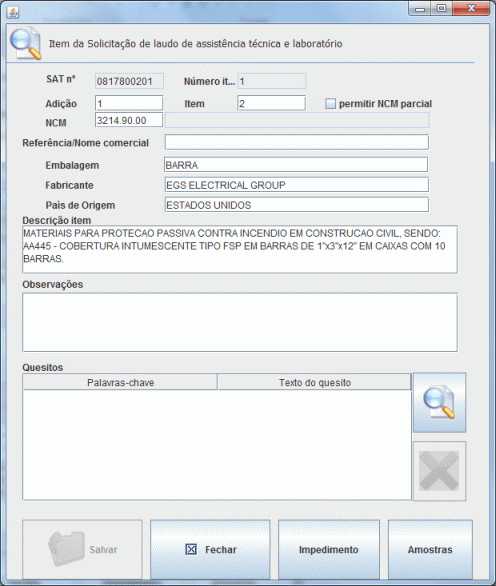 Item da Solicitação de laudo de assistência técnica e laboratório
SAT nº 0817800201 Número it... 1
Adição 1 Item 2 permitir NCM parcial
NCM 3214.90.00
Referência/Nome comercial
Embalagem BARRA
Fabricante EGS ELECTRICAL GROUP
País de Origem ESTADOS UNIDOS
Descrição item
MATERIAIS PARA PROTECAO PASSIVA CONTRA INCENDIO EM CONSTRUCAO CIVIL, SENDO:
AA445 - COBERTURA INTUMESCENTE TIPO FSP EM BARRAS DE 1"x3"x12" EM CAIXAS COM 10
BARRAS.
Observações
Quesitos
Palavras-chave Texto do quesito
Salvar Fechar Impedimento Amostras